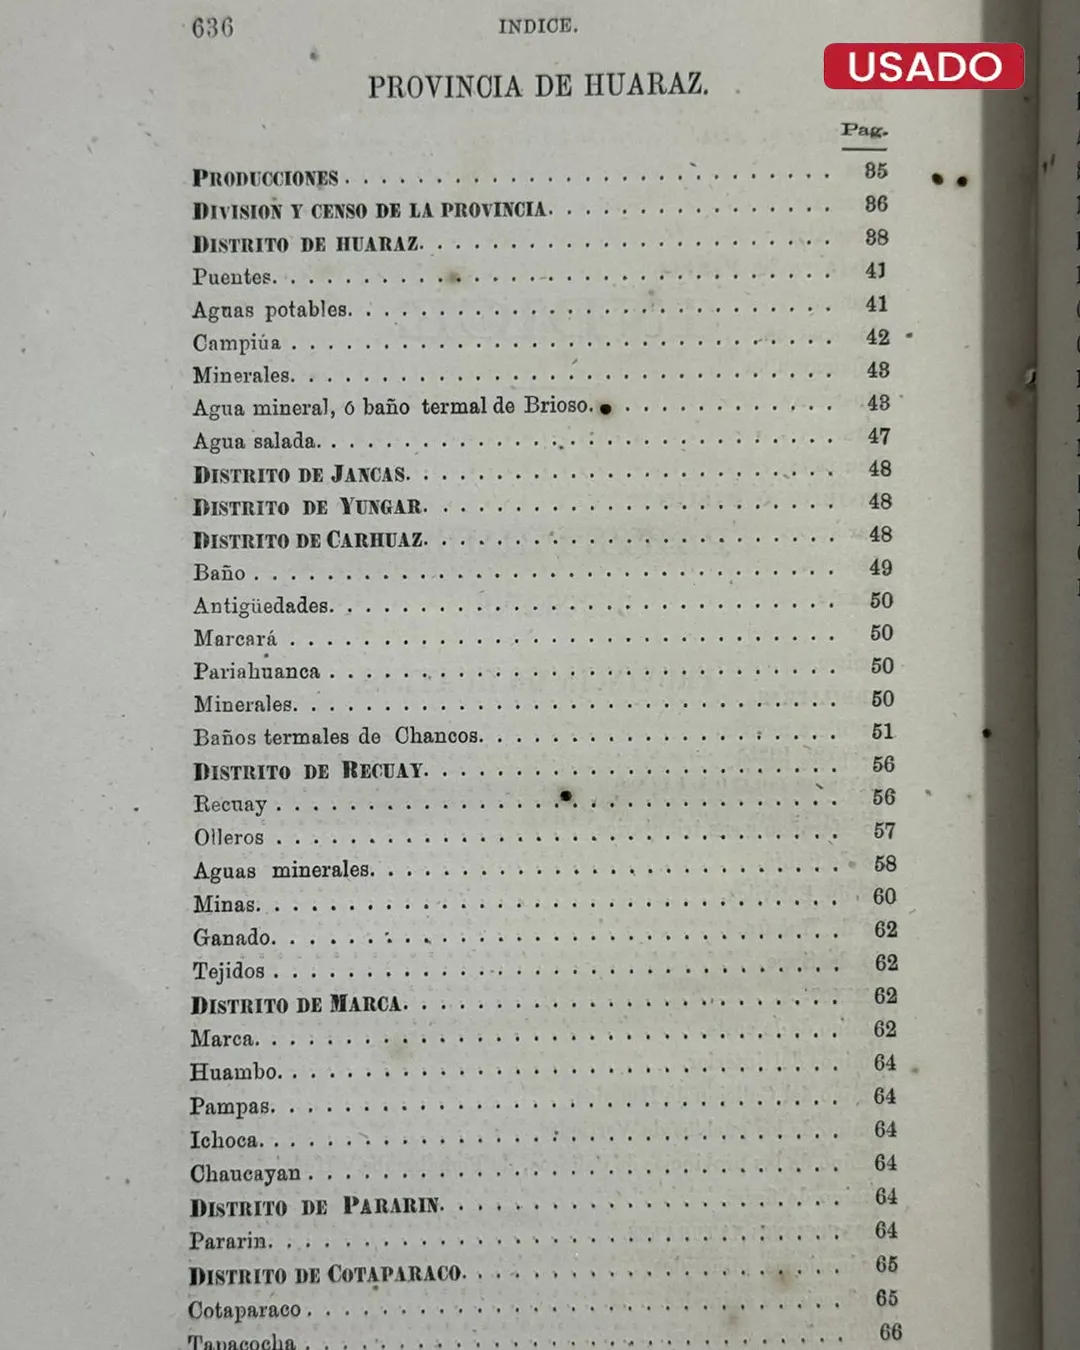 636
INDICE.
USADO
PROVINCIA DE HUARAZ.
Pag.
PRODUCCIONES . . . . . . . . . . . . . . . . . . . . 35
DIVISION Y CENSO DE LA PROVINCIA. . . . . . . . . . . . 36
DISTRITO DE HUARAZ. . . . . . . . . . . . . . . . . . 38
Puentes. . . . . . . . . . . . . . . . . . . . . . . 41
Aguas potables. . . . . . . . . . . . . . . . . . . . 41
Campiña . . . . . . . . . . . . . . . . . . . . . . 42
Minerales. . . . . . . . . . . . . . . . . . . . . . 43
Agua mineral, ó baño termal de Brioso. . . . . . . . . . 43
Agua salada. . . . . . . . . . . . . . . . . . . . . 47
DISTRITO DE JANCAS. . . . . . . . . . . . . . . . . . 48
DISTRITO DE YUNGAR. . . . . . . . . . . . . . . . . . 48
DISTRITO DE CARHUAZ. . . . . . . . . . . . . . . . . 48
Baño . . . . . . . . . . . . . . . . . . . . . . . . 49
Antigüedades. . . . . . . . . . . . . . . . . . . . . 50
Marcará . . . . . . . . . . . . . . . . . . . . . . 50
Pariahuanca . . . . . . . . . . . . . . . . . . . . 50
Minerales. . . . . . . . . . . . . . . . . . . . . . 50
Baños termales de Chancos. . . . . . . . . . . . . . . 51
DISTRITO DE RECUAY. . . . . . . . . . . . . . . . . . 56
Recuay . . . . . . . . . . . . . . . . . . . . . . . 56
Olleros . . . . . . . . . . . . . . . . . . . . . . 57
Aguas minerales. . . . . . . . . . . . . . . . . . . 58
Minas. . . . . . . . . . . . . . . . . . . . . . . . 60
Ganado. . . . . . . . . . . . . . . . . . . . . . . 62
Tejidos . . . . . . . . . . . . . . . . . . . . . . 62
DISTRITO DE MARCA. . . . . . . . . . . . . . . . . . 62
Marca. . . . . . . . . . . . . . . . . . . . . . . . 62
Huambo. . . . . . . . . . . . . . . . . . . . . . . 64
Pampas. . . . . . . . . . . . . . . . . . . . . . . 64
Ichoca. . . . . . . . . . . . . . . . . . . . . . . 64
Chaucayan . . . . . . . . . . . . . . . . . . . . . 64
DISTRITO DE PARARIN. . . . . . . . . . . . . . . . . 64
Pararin. . . . . . . . . . . . . . . . . . . . . . . 64
DISTRITO DE COTAPARACO. . . . . . . . . . . . . . . . 65
Cotaparaco . . . . . . . . . . . . . . . . . . . . . 65
Tapacocha . . . . . . . . . . . . . . . . . . . . . 66